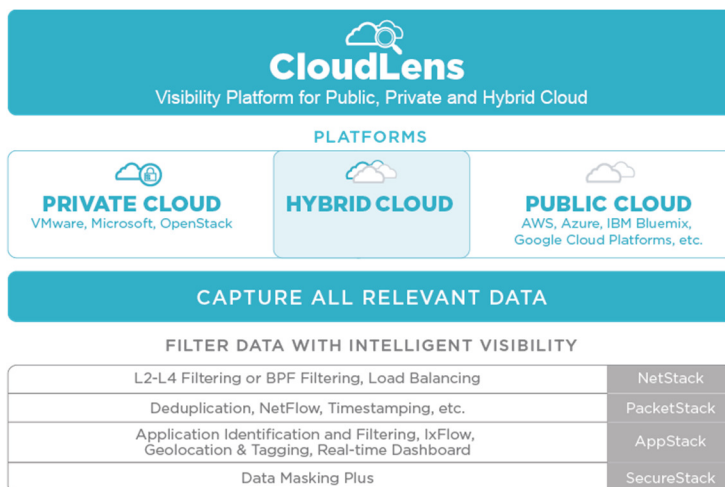 CloudLens
Visibility Platform for Public, Private and Hybrid Cloud
PLATFORMS
PRIVATE CLOUD
VMware, Microsoft, OpenStack
HYBRID CLOUD
PUBLIC CLOUD
AWS, Azure, IBM Bluemix,
Google Cloud Platforms, etc.
CAPTURE ALL RELEVANT DATA
FILTER DATA WITH INTELLIGENT VISIBILITY
L2-L4 Filtering or BPF Filtering, Load Balancing
NetStack
Deduplication, NetFlow, Timestamping, etc.
PacketStack
Application Identification and Filtering, IxFlow,
Geolocation & Tagging, Real-time Dashboard
AppStack
Data Masking Plus
SecureStack